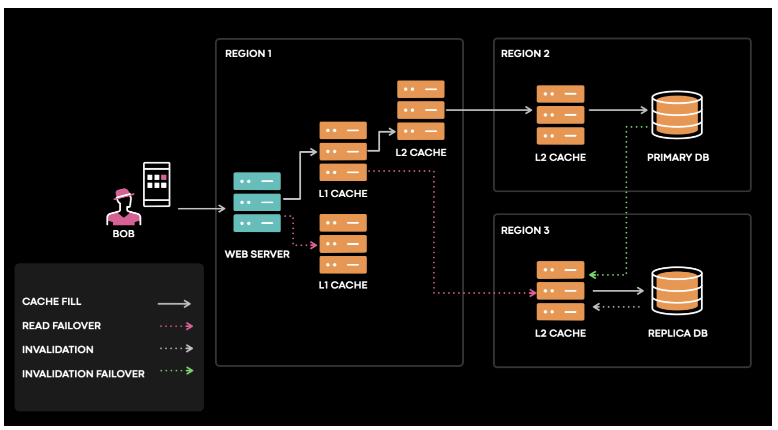 REGION 1
REGION 2
L2 CACHE
L2 CACHE
PRIMARY DB
L1 CACHE
BOB
WEB SERVER
REGION 3
L1 CACHE
L2 CACHE
REPLICA DB
CACHE FILL
READ FAILOVER
INVALIDATION
INVALIDATION FAILOVER